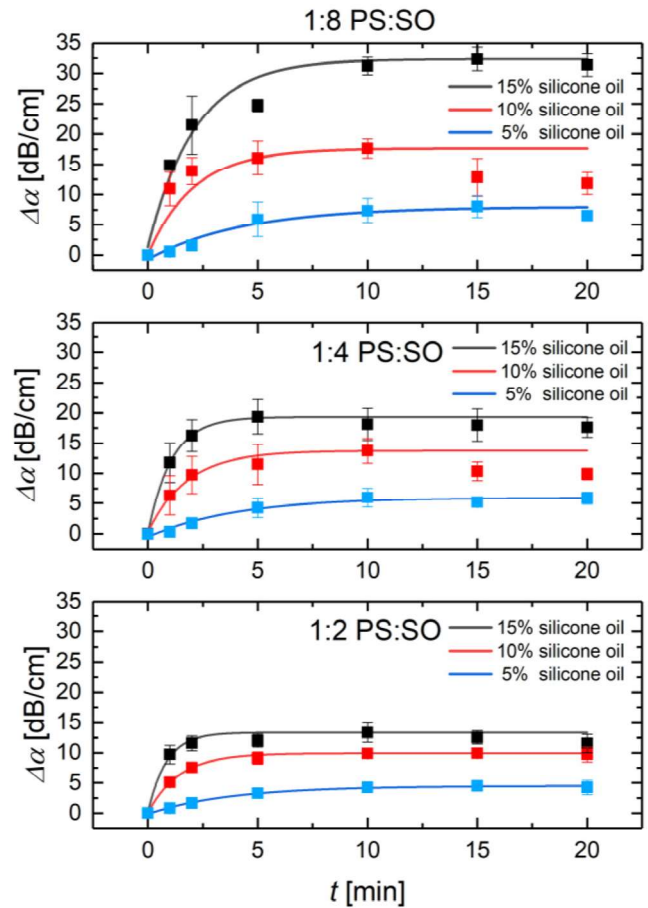 1:8 PS:SO
35
30
25
20
15
10
5
0
Δα [dB/cm]
15% silicone oil
10% silicone oil
5% silicone oil
0 5 10 15 20
1:4 PS:SO
35
30
25
20
15
10
5
0
Δα [dB/cm]
15% silicone oil
10% silicone oil
5% silicone oil
0 5 10 15 20
1:2 PS:SO
35
30
25
20
15
10
5
0
Δα [dB/cm]
15% silicone oil
10% silicone oil
5% silicone oil
0 5 10 15 20
t [min]